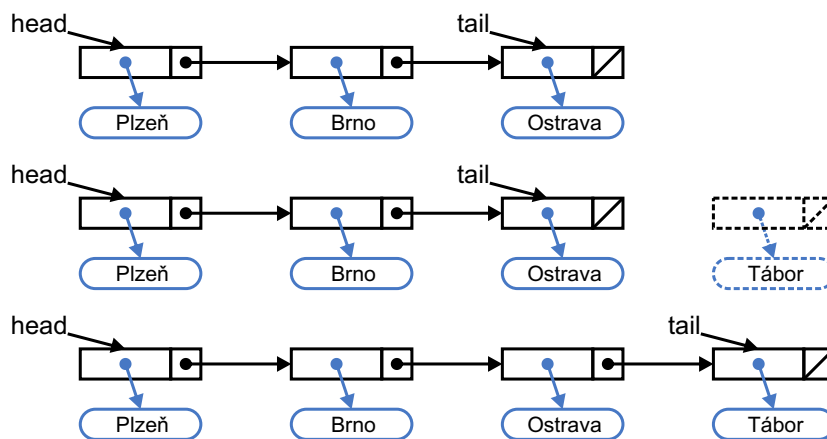 head tail
Plzeň Brno Ostrava
head tail
Plzeň Brno Ostrava Tábor
head tail
Plzeň Brno Ostrava Tábor